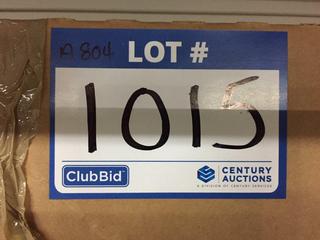 A 804 LOT #
1015
ClubBid
CENTURY
AUCTIONS
A DIVISION OF CENTURY SERVICES